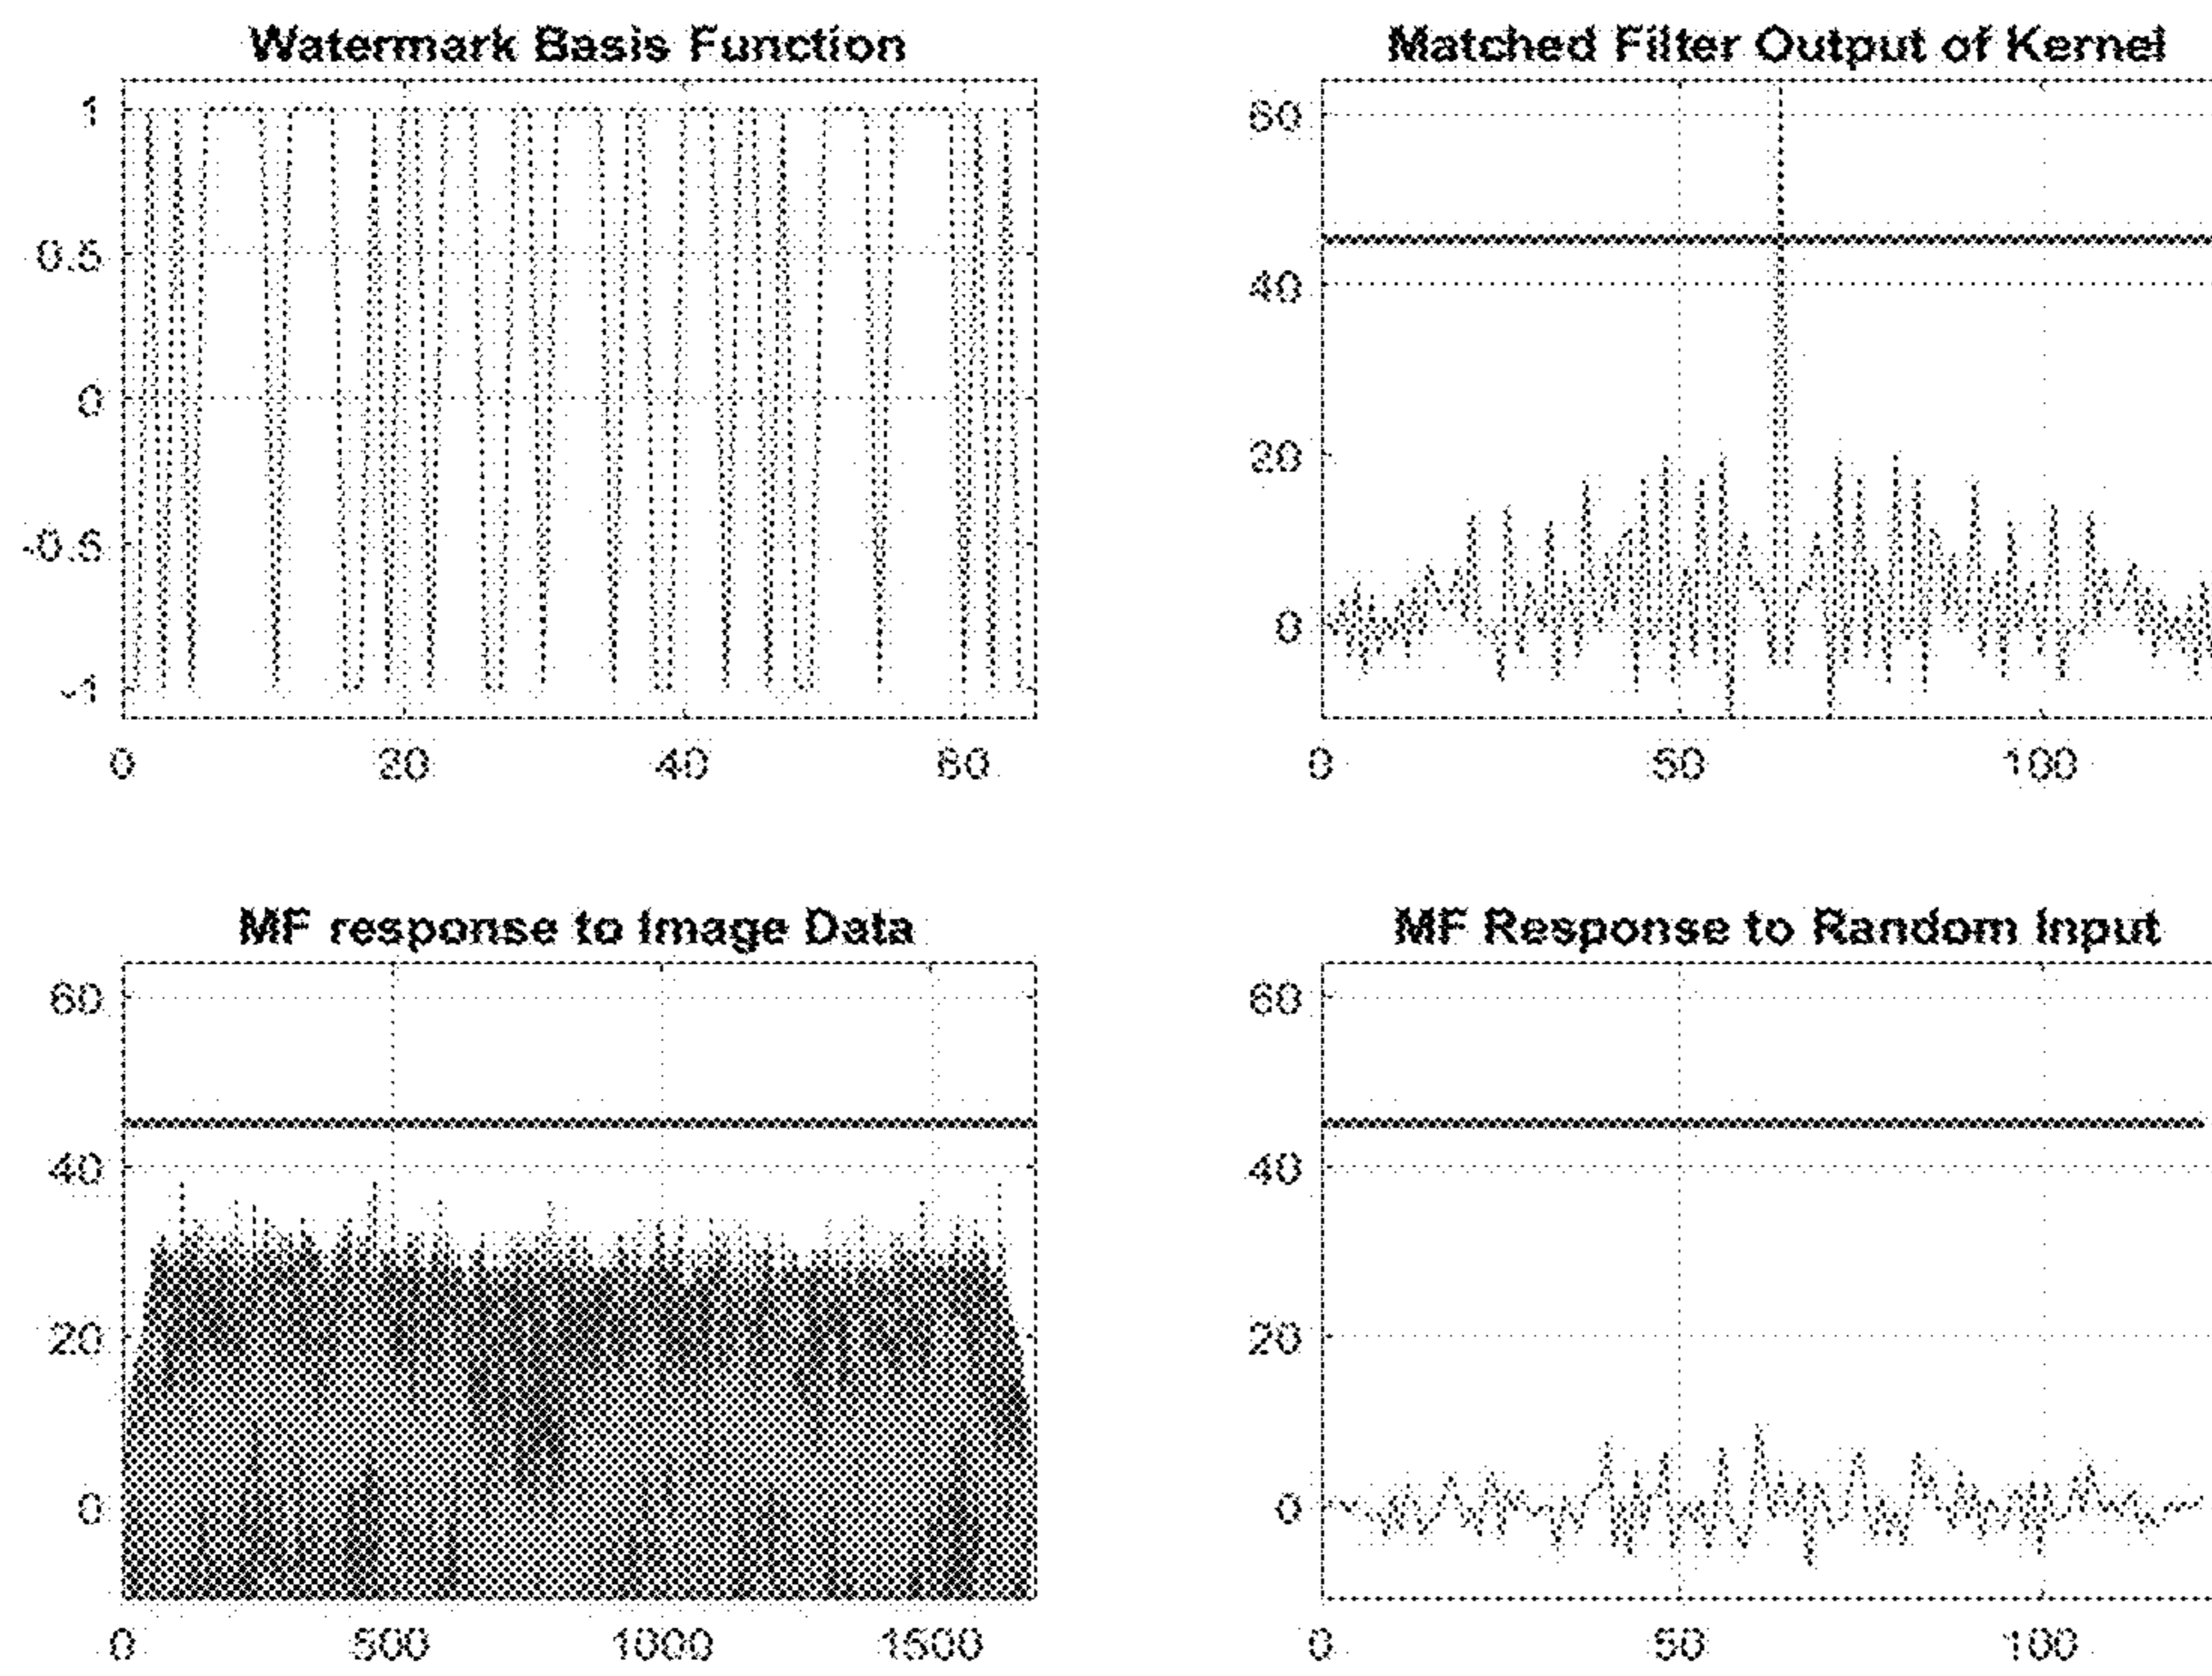 Watermark Basis Function
1
0.5
0
-0.5
-1
0 20 40 60
Matched Filter Output of Kernel
60
40
20
0
0 50 100
MF response to Image Data
60
40
20
0
0 500 1000 1500
MF Response to Random Input
60
40
20
0
0 50 100